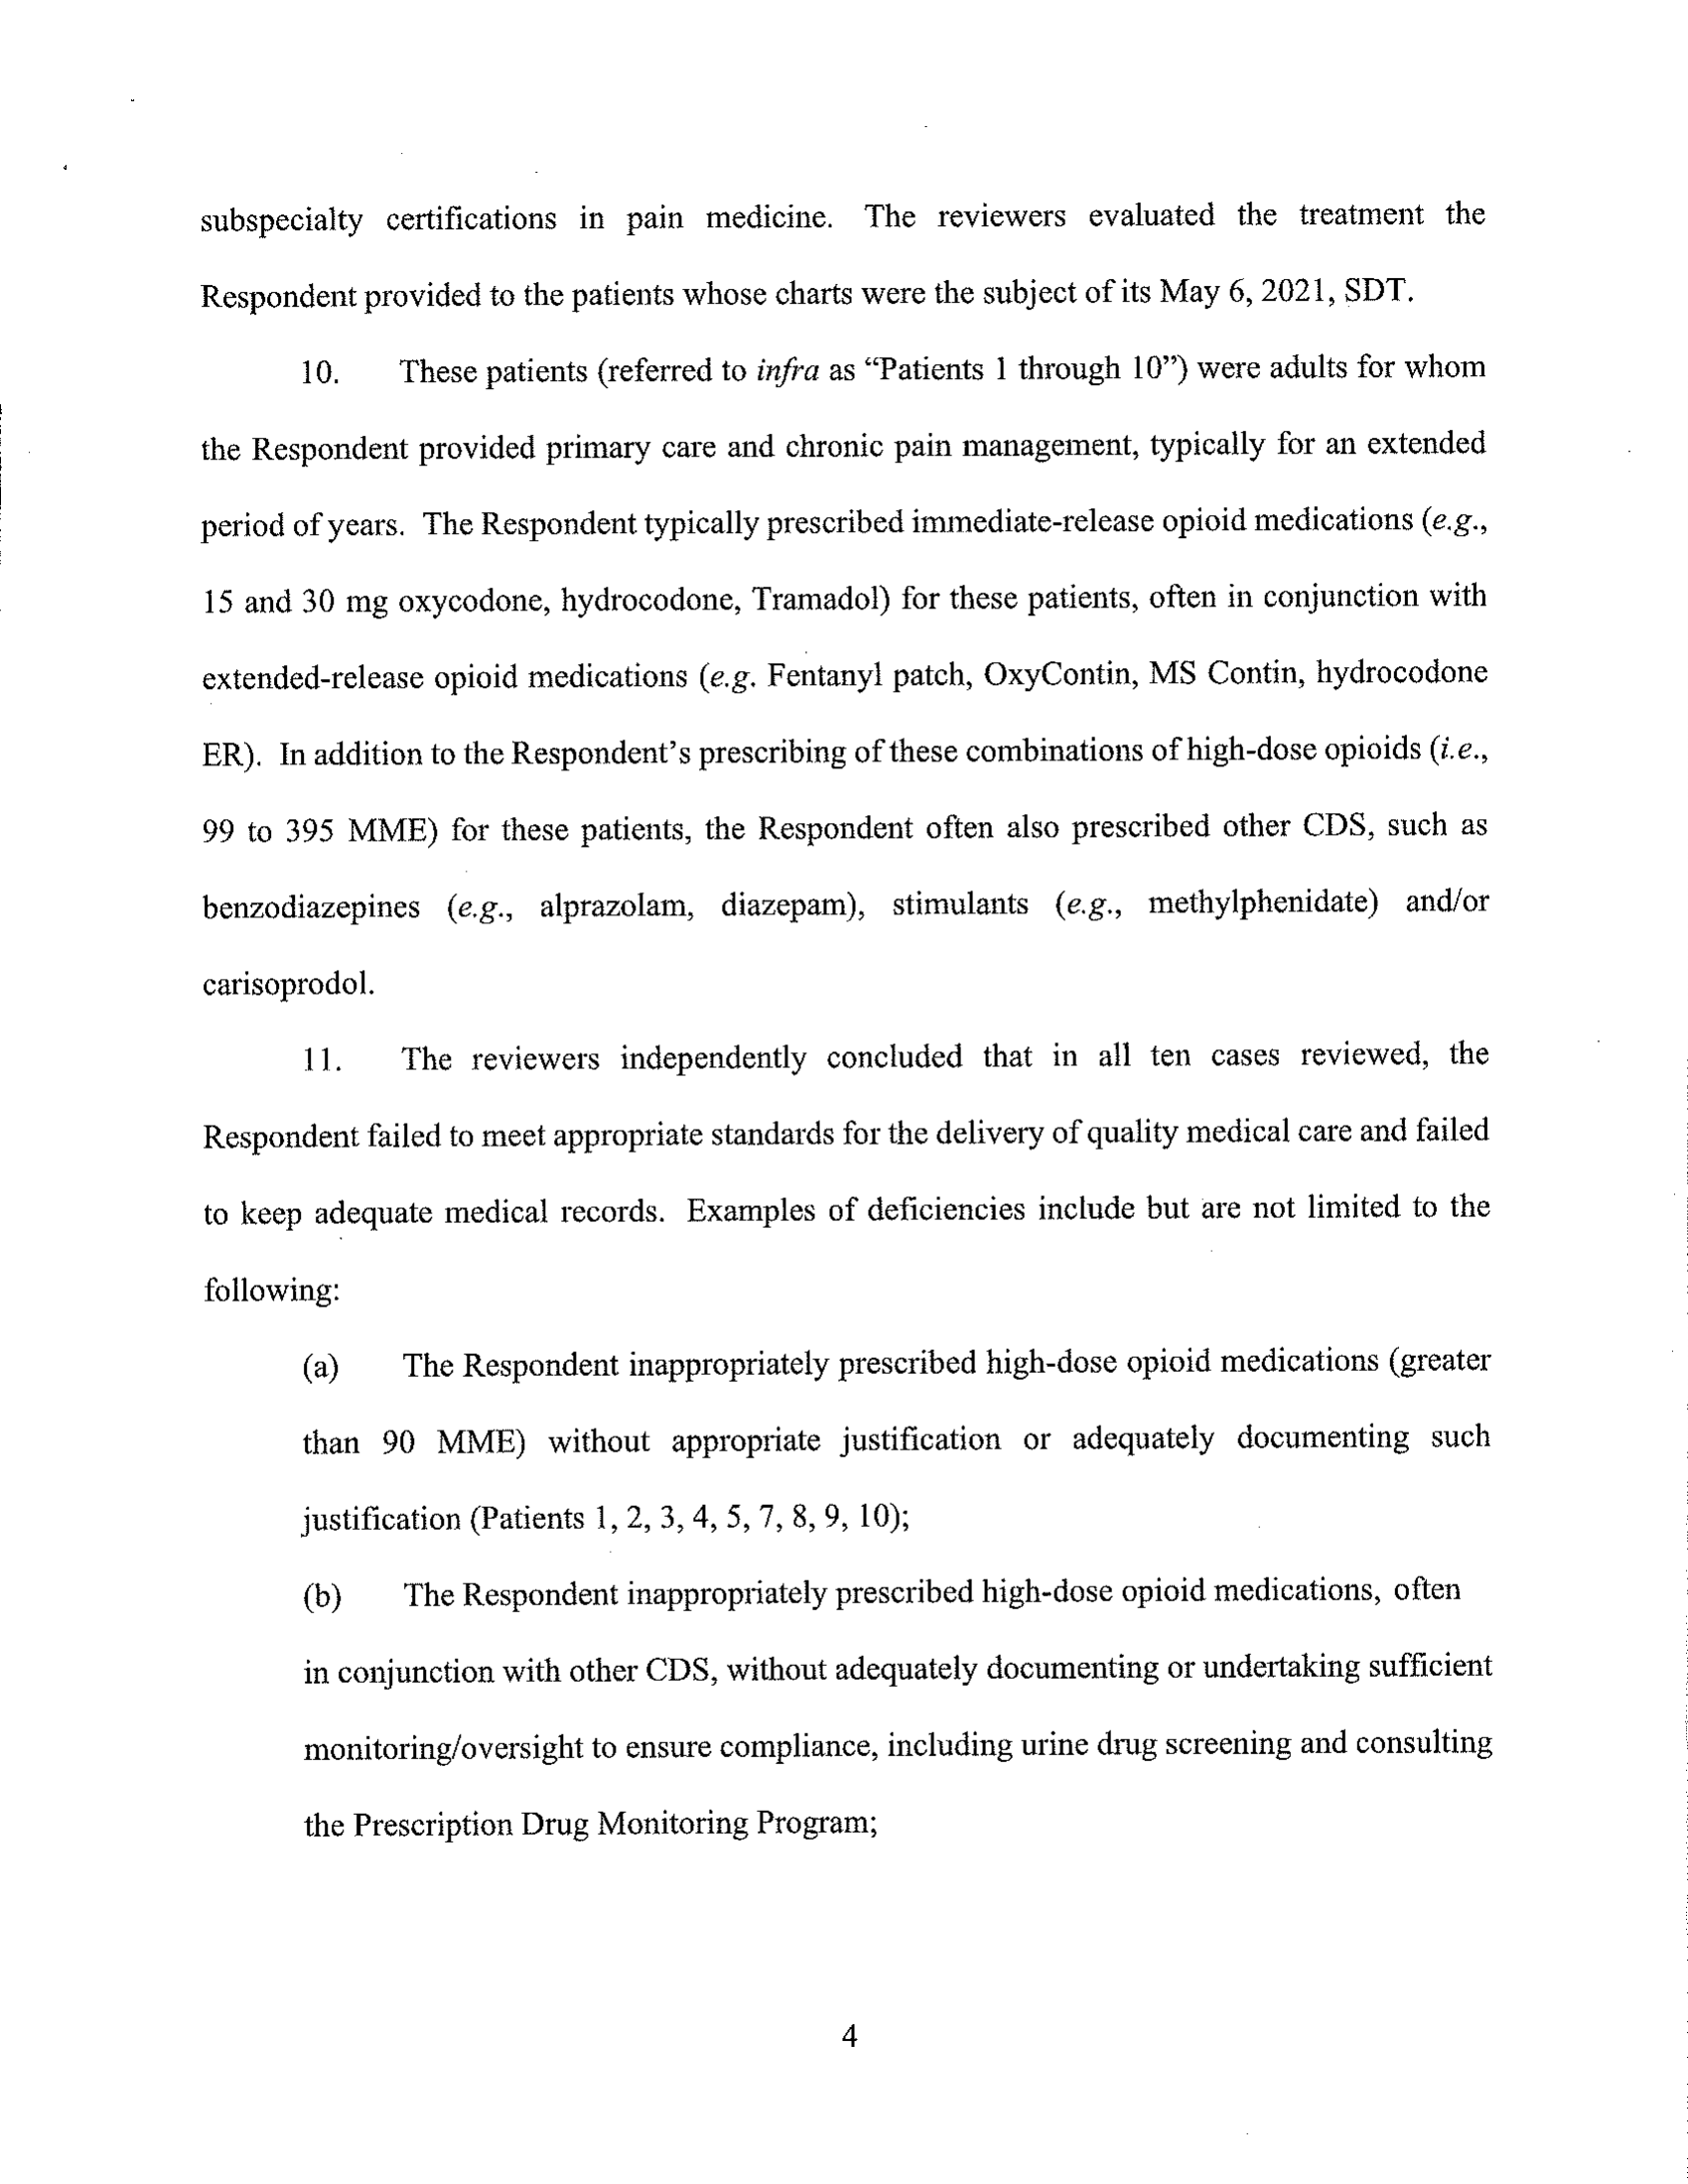 subspecialty certifications in pain medicine. The reviewers evaluated the treatment the
Respondent provided to the patients whose charts were the subject of its May 6, 2021, SDT.
10. These patients (referred to infra as “Patients 1 through 10”) were adults for whom
the Respondent provided primary care and chronic pain management, typically for an extended
period of years. The Respondent typically prescribed immediate-release opioid medications (e.g.,
15 and 30 mg oxycodone, hydrocodone, Tramadol) for these patients, often in conjunction with
extended-release opioid medications (e.g. Fentanyl patch, OxyContin, MS Contin, hydrocodone
ER). In addition to the Respondent’s prescribing of these combinations of high-dose opioids (i.e.,
99 to 395 MME) for these patients, the Respondent often also prescribed other CDS, such as
benzodiazepines (e.g., alprazolam, diazepam), stimulants (e.g., methylphenidate) and/or
carisoprodol.
11. The reviewers independently concluded that in all ten cases reviewed, the
Respondent failed to meet appropriate standards for the delivery of quality medical care and failed
to keep adequate medical records. Examples of deficiencies include but are not limited to the
following:
(a) The Respondent inappropriately prescribed high-dose opioid medications (greater
than 90 MME) without appropriate justification or adequately documenting such
justification (Patients 1, 2, 3, 4, 5, 7, 8, 9, 10);
(b) The Respondent inappropriately prescribed high-dose opioid medications, often
in conjunction with other CDS, without adequately documenting or undertaking sufficient
monitoring/oversight to ensure compliance, including urine drug screening and consulting
the Prescription Drug Monitoring Program;
4